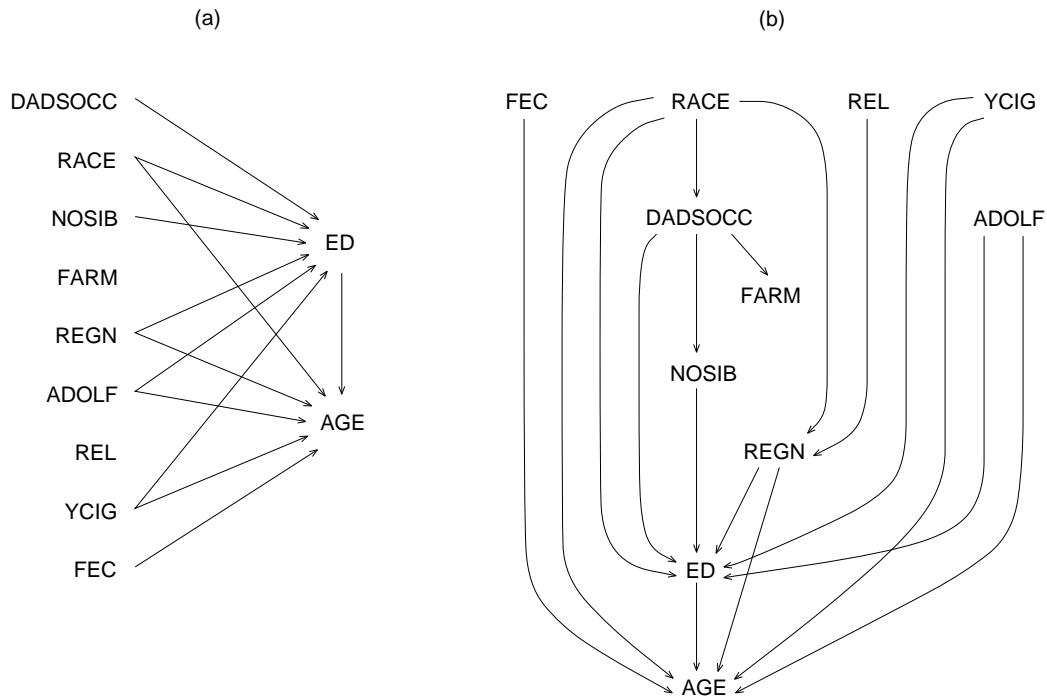 (a)
DADSOCC
RACE
NOSIB
FARM
REGN
ADOLF
REL
YCIG
FEC
ED
AGE
(b)
FEC
RACE
REL
YCIG
DADSOCC
ADOLF
FARM
NOSIB
REGN
ED
AGE